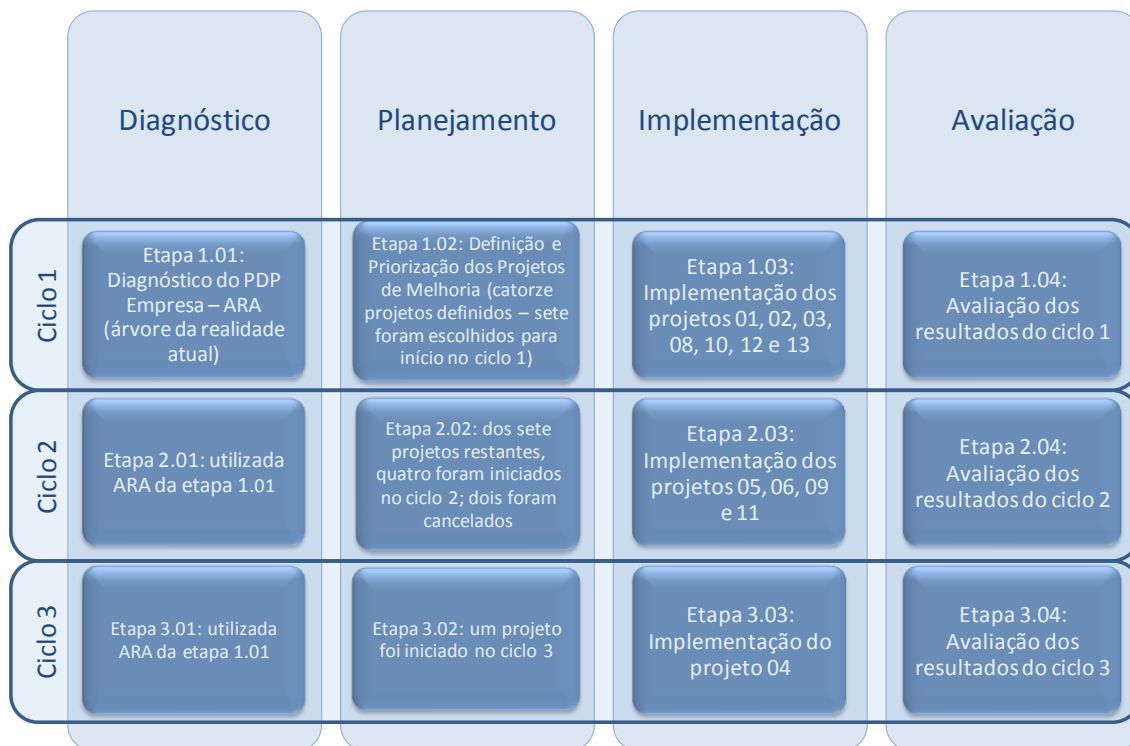 Diagnóstico
Planejamento
Implementação
Avaliação
Ciclo 1
Etapa 1.01:
Diagnóstico do PDP
Empresa – ARA
(árvore da realidade
atual)
Etapa 1.02: Definição e
Priorização dos Projetos
de Melhoria (catorze
projetos definidos – sete
foram escolhidos para
início no ciclo 1)
Etapa 1.03:
Implementação dos
projetos 01, 02, 03,
08, 10, 12 e 13
Etapa 1.04:
Avaliação dos
resultados do ciclo 1
Ciclo 2
Etapa 2.01: utilizada
ARA da etapa 1.01
Etapa 2.02: dos sete
projetos restantes,
quatro foram iniciados
no ciclo 2; dois foram
cancelados
Etapa 2.03:
Implementação dos
projetos 05, 06, 09
e 11
Etapa 2.04:
Avaliação dos
resultados do ciclo 2
Ciclo 3
Etapa 3.01: utilizada
ARA da etapa 1.01
Etapa 3.02: um projeto
foi iniciado no ciclo 3
Etapa 3.03:
Implementação do
projeto 04
Etapa 3.04:
Avaliação dos
resultados do ciclo 3